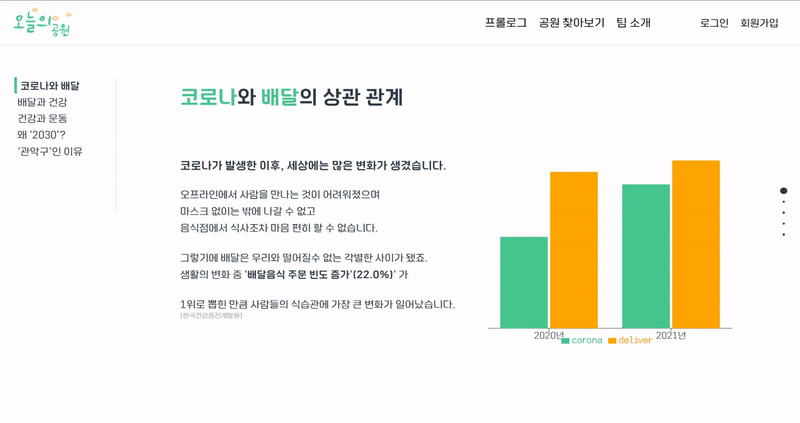 오늘의공원
프롤로그 공원 찾아보기 팀 소개 로그인 회원가입
코로나와 배달
배달과 건강
건강과 운동
왜 '2030'?
'관악구'인 이유
코로나와 배달의 상관 관계
코로나가 발생한 이후, 세상에는 많은 변화가 생겼습니다.
오프라인에서 사람을 만나는 것이 어려워졌으며
마스크 없이는 밖에 나갈 수 없고
음식점에서 식사조차 마음 편히 할 수 없습니다.
그렇기에 배달은 우리와 떨어질수 없는 각별한 사이가 됐죠.
생활의 변화 중 '배달음식 주문 빈도 증가'(22.0%)' 가
1위로 뽑힌 만큼 사람들의 식습관에 가장 큰 변화가 일어났습니다.
(한국건강증진개발원)
2020년 2021년
corona deliver